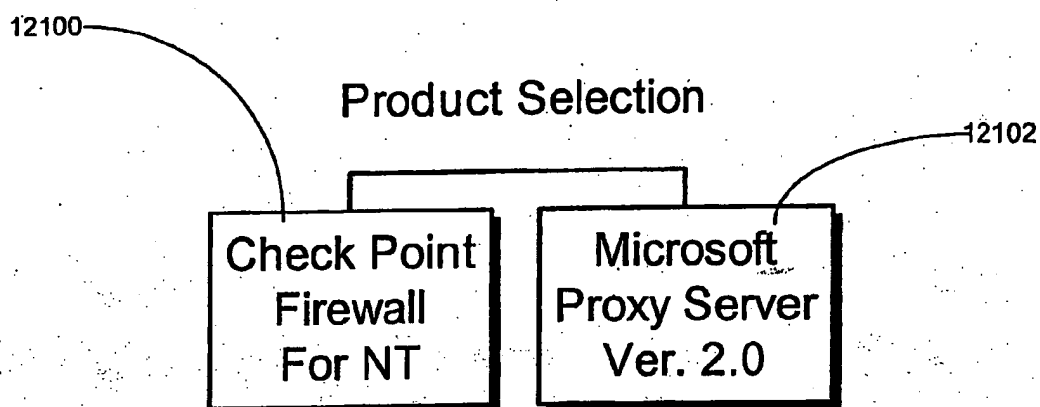 12100
Product Selection
12102
Check Point
Firewall
For NT
Microsoft
Proxy Server
Ver. 2.0